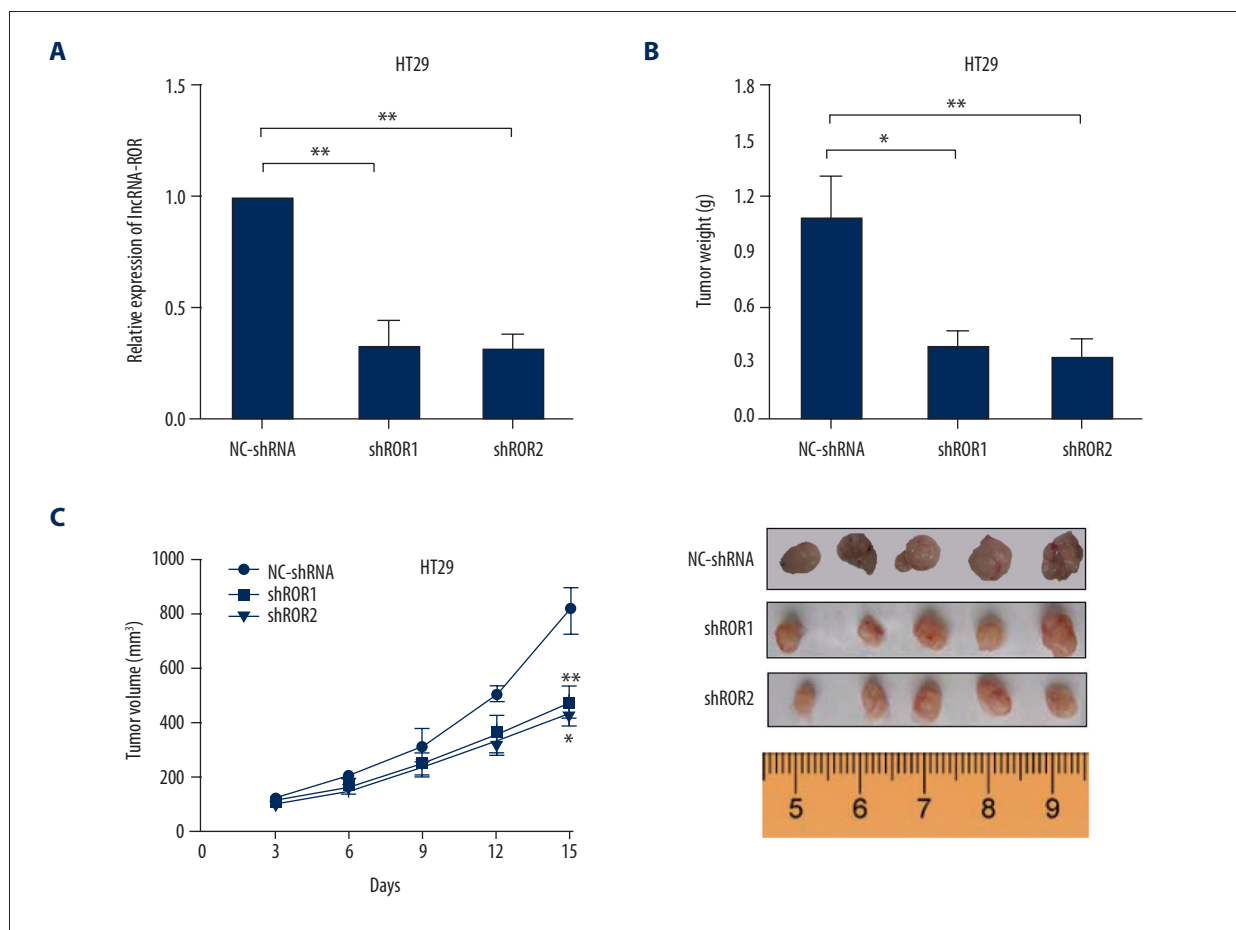 A
HT29
1.5
1.0
0.5
0.0
Relative expression of lncRNA-ROR
**
**
NC-shRNA
shROR1
shROR2
B
HT29
1.8
1.5
1.2
0.9
0.6
0.3
0.0
Tumor weight (g)
**
*
NC-shRNA
shROR1
shROR2
C
HT29
1000
800
600
400
200
0
Tumor volume (mm³)
NC-shRNA
shROR1
shROR2
**
*
0 3 6 9 12 15
Days
NC-shRNA
shROR1
shROR2
5 6 7 8 9